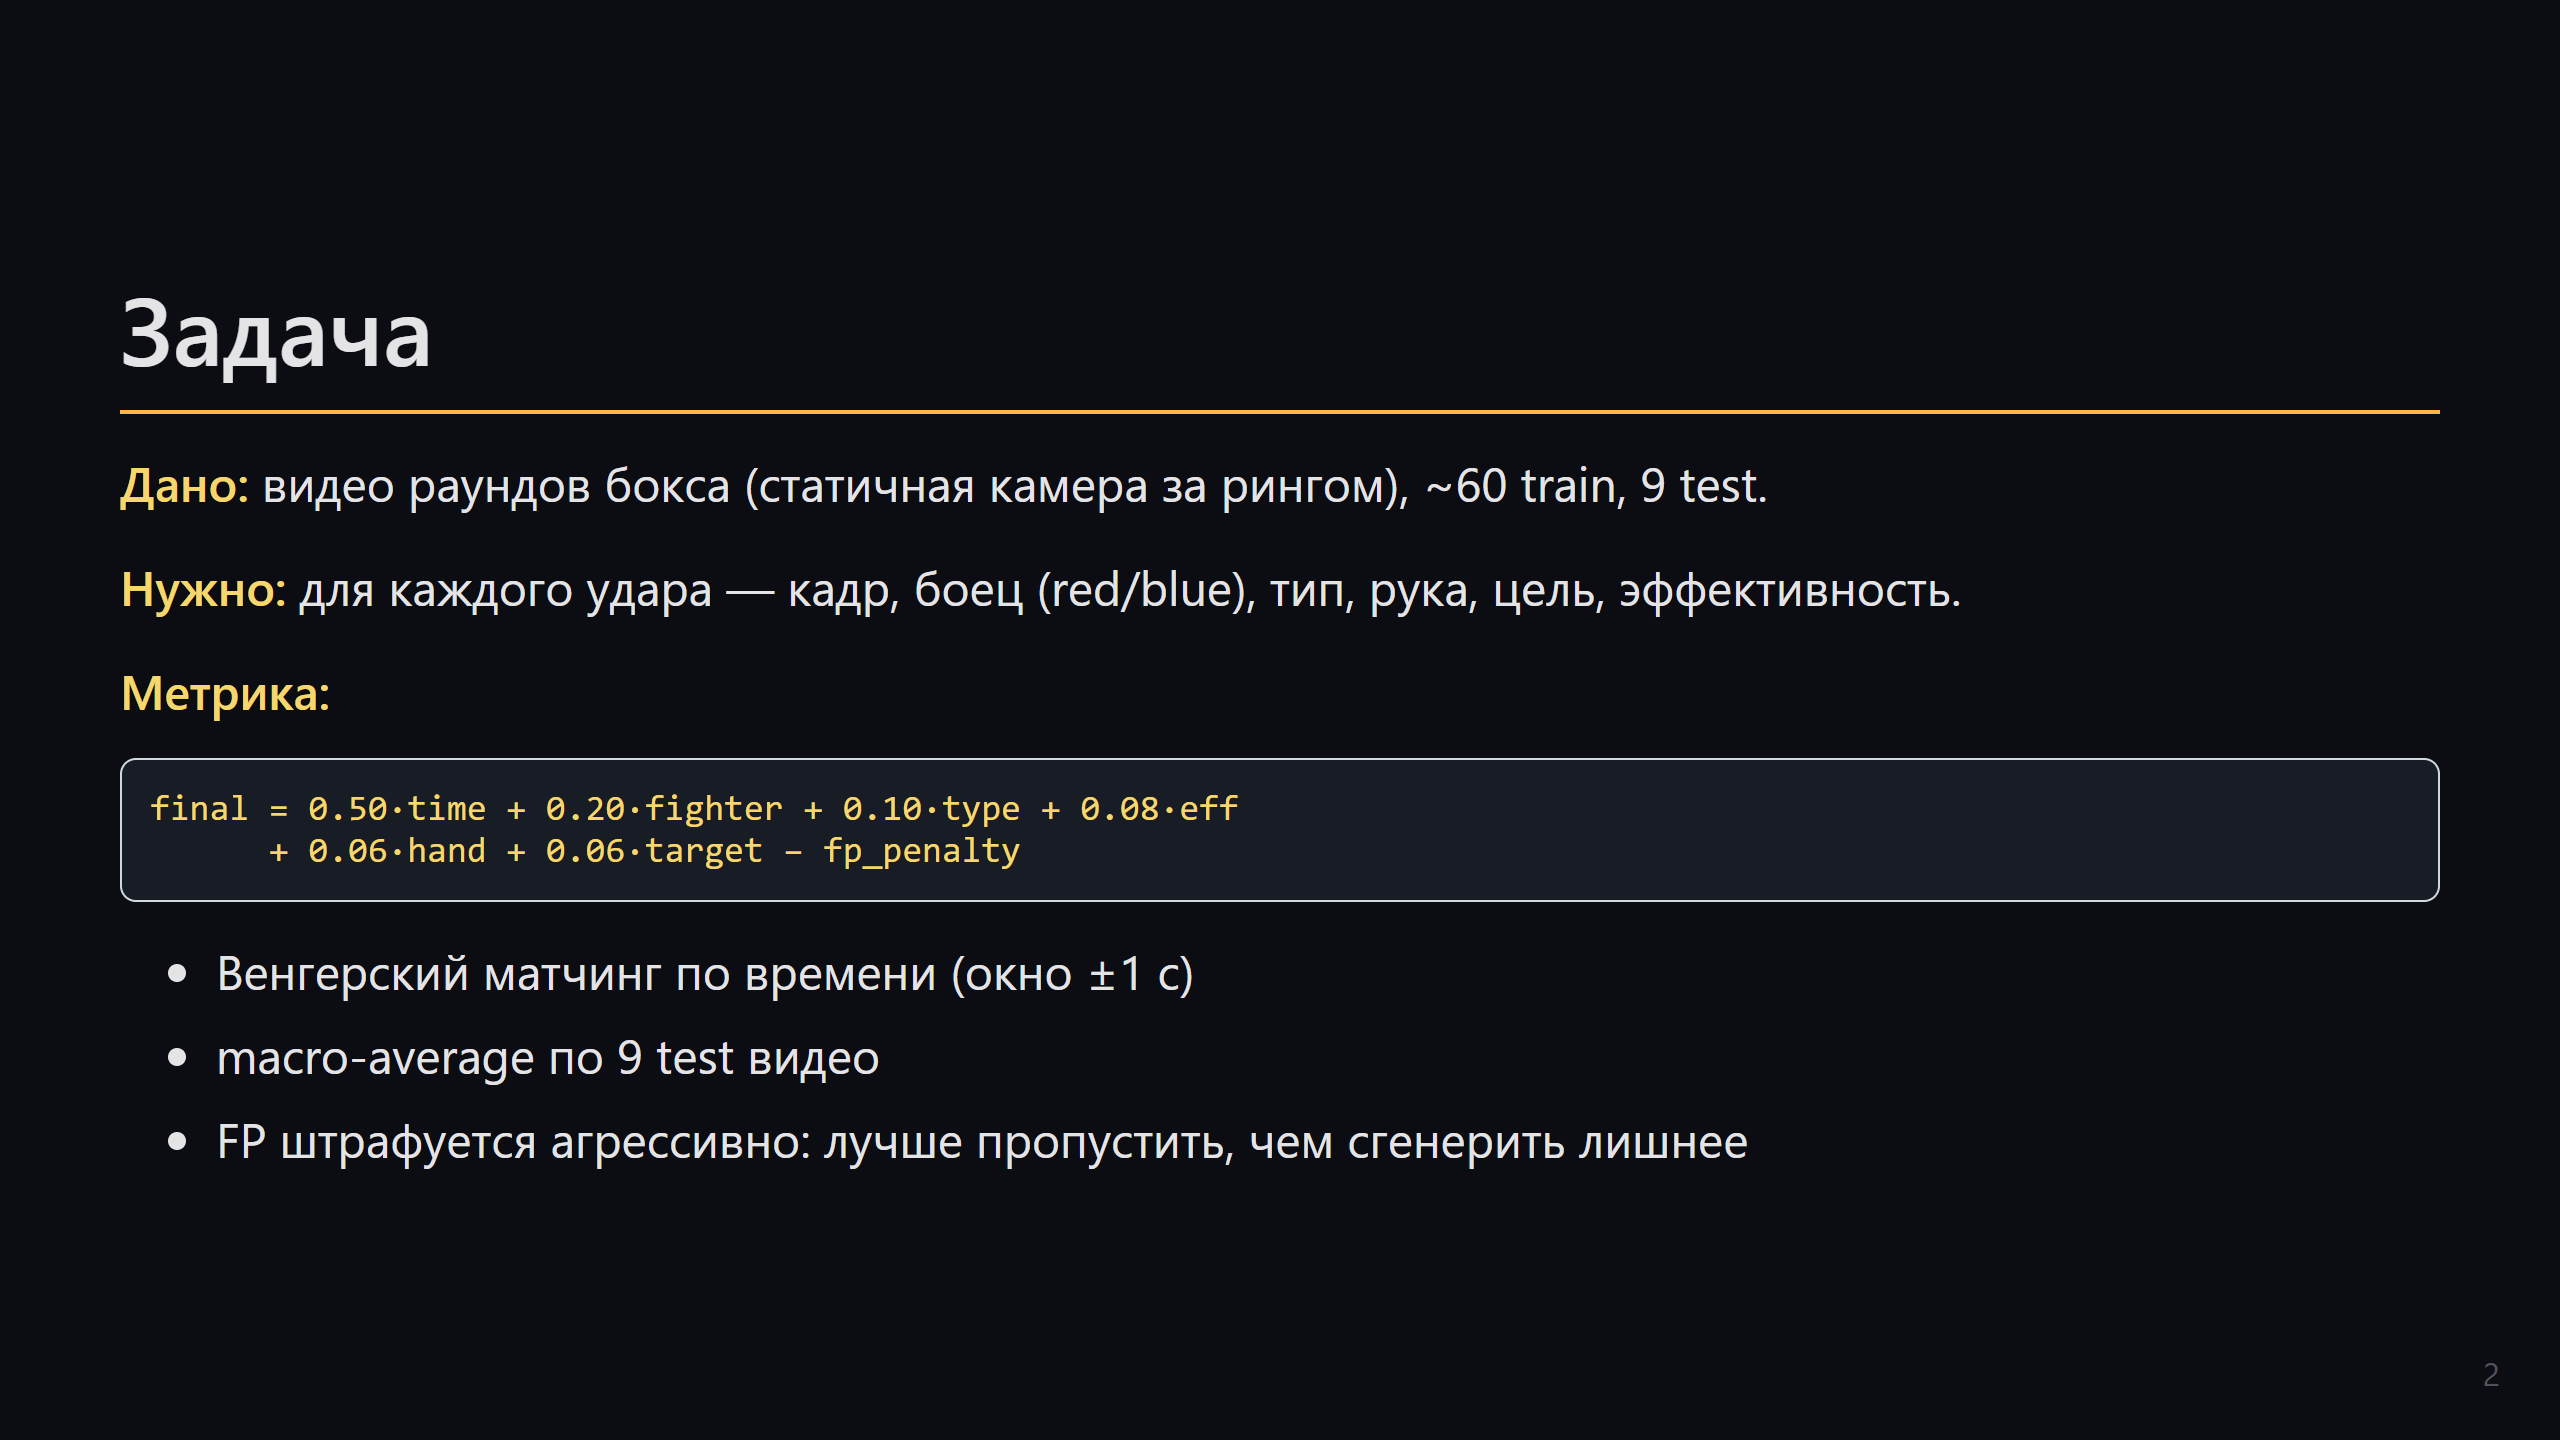 Задача
Дано: видео раундов бокса (статичная камера за рингом), ~60 train, 9 test.
Нужно: для каждого удара — кадр, боец (red/blue), тип, рука, цель, эффективность.
Метрика:
final = 0.50·time + 0.20·fighter + 0.10·type + 0.08·eff
+ 0.06·hand + 0.06·target − fp_penalty
• Венгерский матчинг по времени (окно ±1 с)
• macro-average по 9 test видео
• FP штрафуется агрессивно: лучше пропустить, чем сгенерить лишнее
2